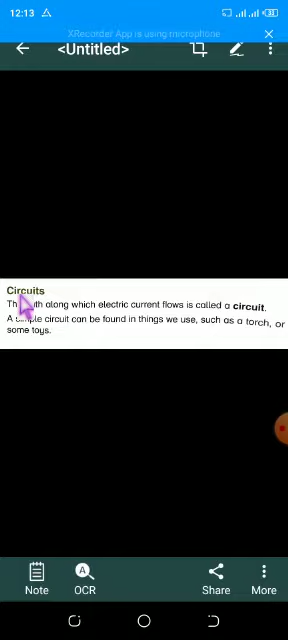 12:13
XRecorder App is using microphone
<Untitled>
Circuits
along which electric current flows is called a circuit.
A simple circuit can be found in things we use, such as a torch, or
some toys.
Note
OCR
Share
More